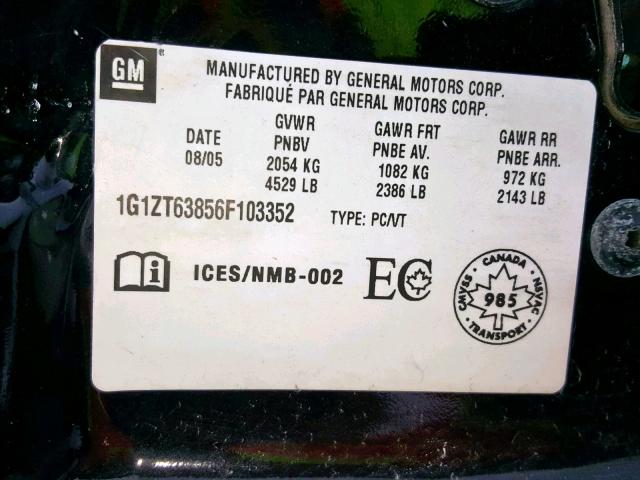 GM
MANUFACTURED BY GENERAL MOTORS CORP.
FABRIQUÉ PAR GENERAL MOTORS CORP.
DATE
08/05
GVWR
PNBV
2054 KG
4529 LB
GAWR FRT
PNBE AV.
1082 KG
2386 LB
GAWR RR
PNBE ARR.
972 KG
2143 LB
1G1ZT63856F103352 TYPE: PC/VT
i ICES/NMB-002 EC
CANADA
CMVSS
NSVAC
985
TRANSPORT